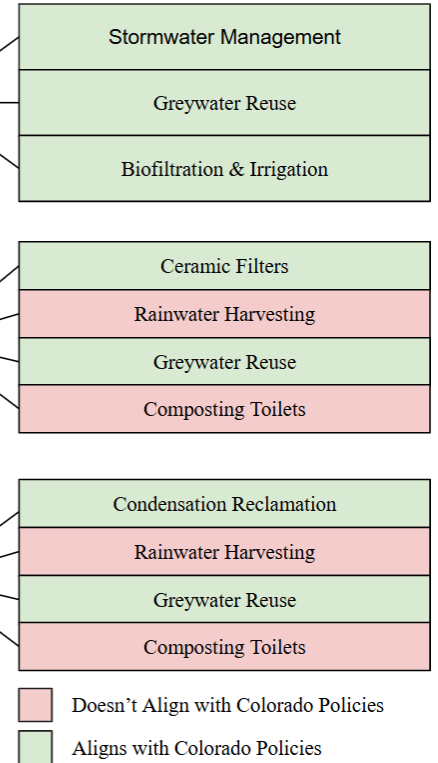 Stormwater Management
Greywater Reuse
Biofiltration & Irrigation
Ceramic Filters
Rainwater Harvesting
Greywater Reuse
Composting Toilets
Condensation Reclamation
Rainwater Harvesting
Greywater Reuse
Composting Toilets
Doesn’t Align with Colorado Policies
Aligns with Colorado Policies